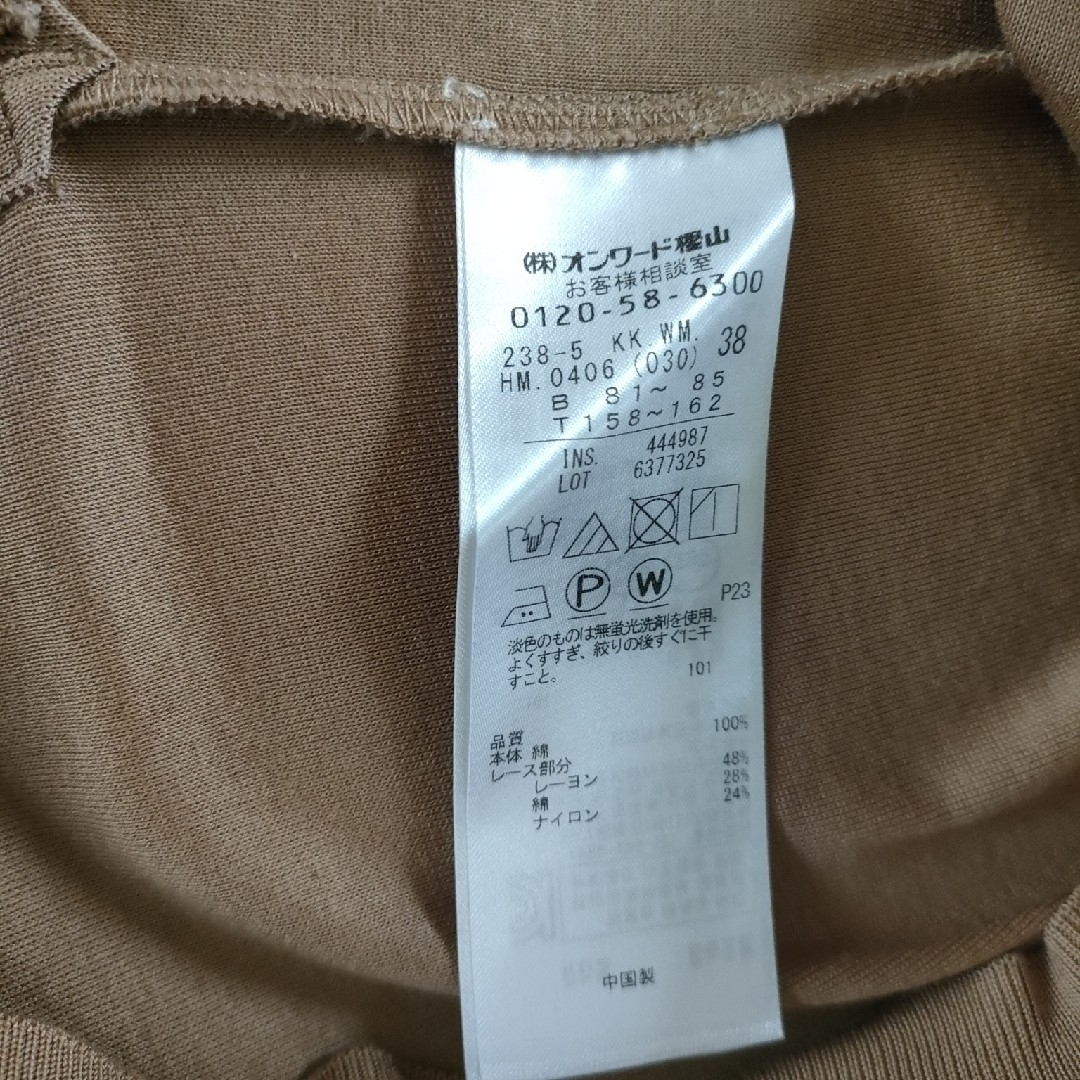 (株)オンワード樫山
お客様相談室
0120-58-6300
238-5 KK WM. 38
HM.0406 (030)
B 81~ 85
T 158~162
INS. 444987
LOT 6377325
P W P23
淡色のものは無蛍光洗剤を使用。
よくすすぎ、絞りの後すぐに干
すこと。
101
品質
本体 綿 100%
レース部分
レーヨン 48%
綿 28%
ナイロン 24%
中国製